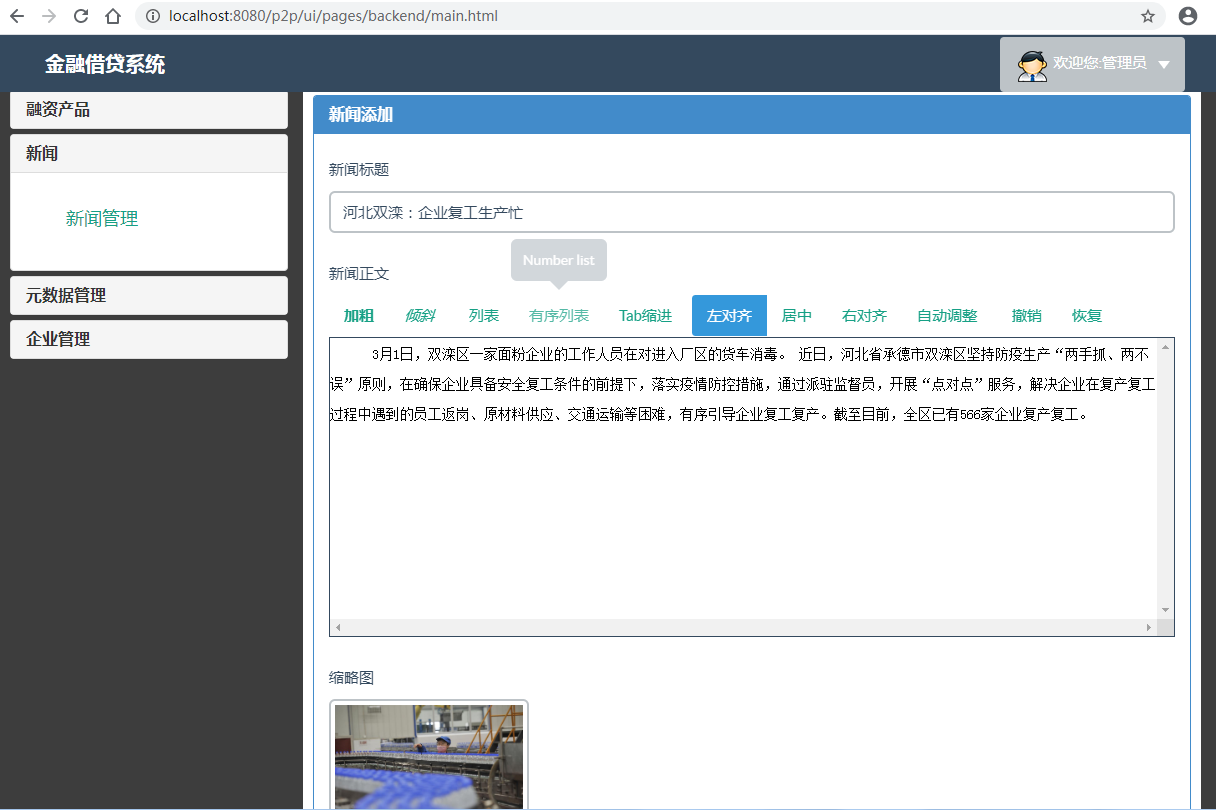 localhost:8080/p2p/ui/pages/backend/main.html
金融借贷系统
欢迎您:管理员
融资产品
新闻
新闻管理
元数据管理
企业管理
新闻添加
新闻标题
河北双滦：企业复工生产忙
Number list
新闻正文
加粗 倾斜 列表 有序列表 Tab缩进 左对齐 居中 右对齐 自动调整 撤销 恢复
3月1日，双滦区一家面粉企业的工作人员在对进入厂区的货车消毒。 近日，河北省承德市双滦区坚持防疫生产“两手抓、两不
误”原则，在确保企业具备安全复工条件的前提下，落实疫情防控措施，通过派驻监督员，开展“点对点”服务，解决企业在复产复工
过程中遇到的员工返岗、原材料供应、交通运输等困难，有序引导企业复工复产。截至目前，全区已有566家企业复产复工。
缩略图